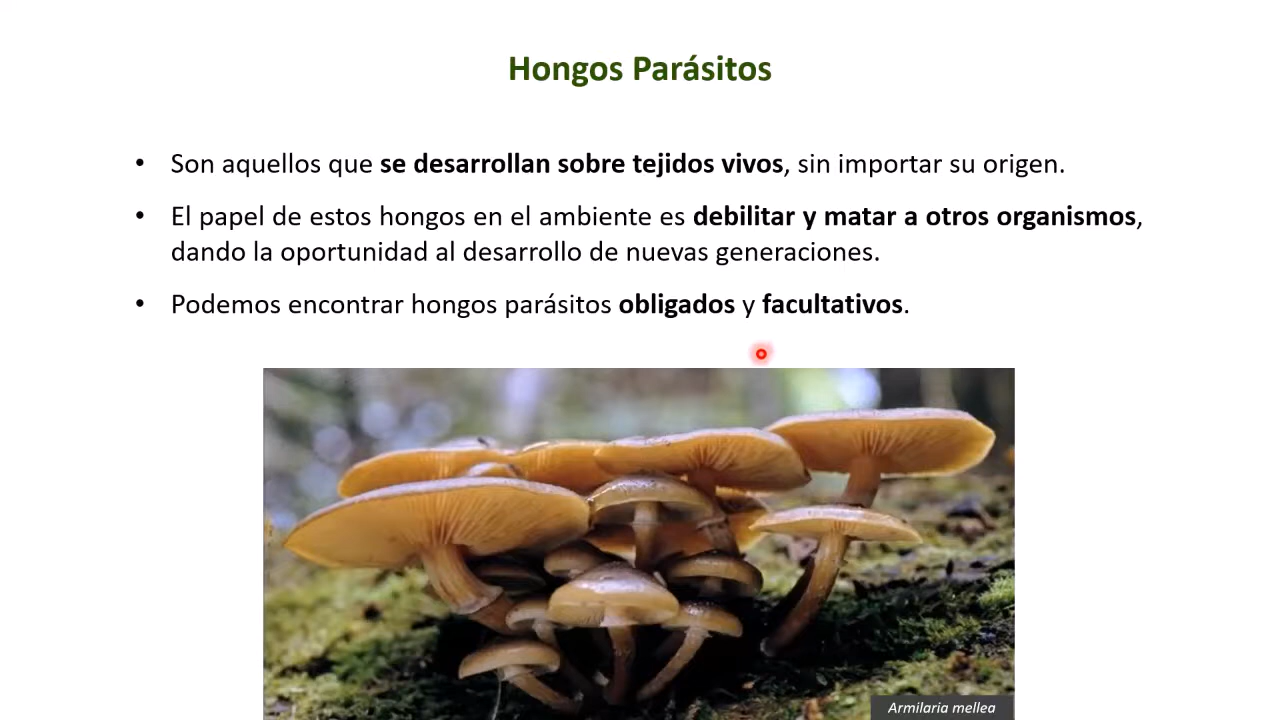 Hongos Parásitos
• Son aquellos que se desarrollan sobre tejidos vivos, sin importar su origen.
• El papel de estos hongos en el ambiente es debilitar y matar a otros organismos,
dando la oportunidad al desarrollo de nuevas generaciones.
• Podemos encontrar hongos parásitos obligados y facultativos.
Armilaria mellea